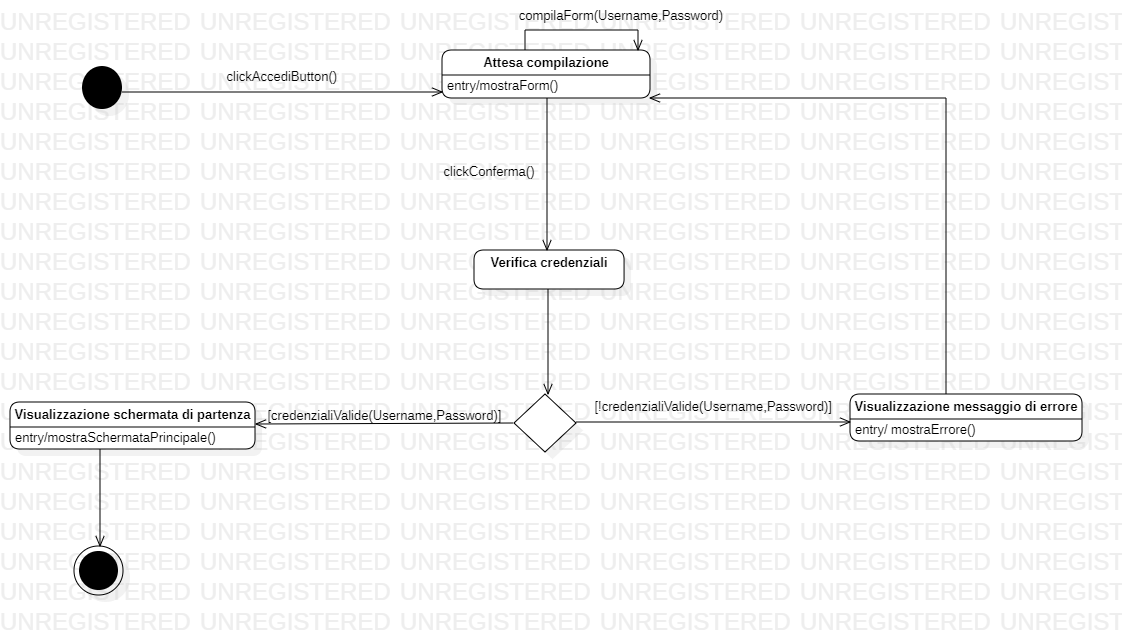 compilaForm(Username,Password)
Attesa compilazione
clickAccediButton()
entry/mostraForm()
clickConferma()
Verifica credenziali
[!credenzialiValide(Username,Password)]
Visualizzazione messaggio di errore
Visualizzazione schermata di partenza
[credenzialiValide(Username,Password)]
entry/ mostraErrore()
entry/mostraSchermataPrincipale()
UNREGISTERED